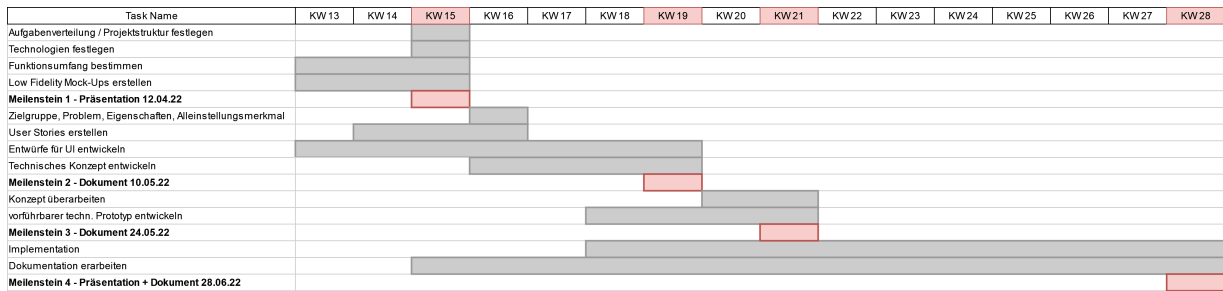 Task Name KW 13 KW 14 KW 15 KW 16 KW 17 KW 18 KW 19 KW 20 KW 21 KW 22 KW 23 KW 24 KW 25 KW 26 KW 27 KW 28
Aufgabenverteilung / Projektstruktur festlegen
Technologien festlegen
Funktionsumfang bestimmen
Low Fidelity Mock-Ups erstellen
Meilenstein 1 - Präsentation 12.04.22
Zielgruppe, Problem, Eigenschaften, Alleinstellungsmerkmal
User Stories erstellen
Entwürfe für UI entwickeln
Technisches Konzept entwickeln
Meilenstein 2 - Dokument 10.05.22
Konzept überarbeiten
vorführbarer techn. Prototyp entwickeln
Meilenstein 3 - Dokument 24.05.22
Implementation
Dokumentation erarbeiten
Meilenstein 4 - Präsentation + Dokument 28.06.22